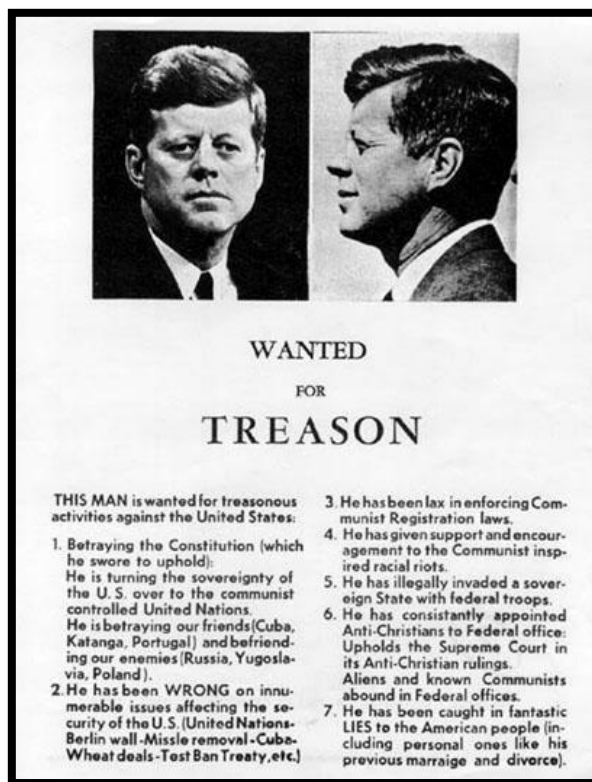 WANTED
FOR
TREASON
THIS MAN is wanted for treasonous
activities against the United States:
1. Betraying the Constitution (which
he swore to uphold):
He is turning the sovereignty of
the U. S. over to the communist
controlled United Nations.
He is betraying our friends (Cuba,
Katanga, Portugal) and befriend-
ing our enemies (Russia, Yugosla-
via, Poland).
2. He has been WRONG on innu-
merable issues affecting the se-
curity of the U.S. (United Nations-
Berlin wall-Missle removal-Cuba-
Wheat deals-Test Ban Treaty, etc.)
3. He has been lax in enforcing Com-
munist Registration laws.
4. He has given support and encour-
agement to the Communist insp-
ired racial riots.
5. He has illegally invaded a sover-
eign State with federal troops.
6. He has consistantly appointed
Anti-Christians to Federal office:
Upholds the Supreme Court in
its Anti-Christian rulings.
Aliens and known Communists
abound in Federal offices.
7. He has been caught in fantastic
LIES to the American people (in-
cluding personal ones like his
previous marraige and divorce).